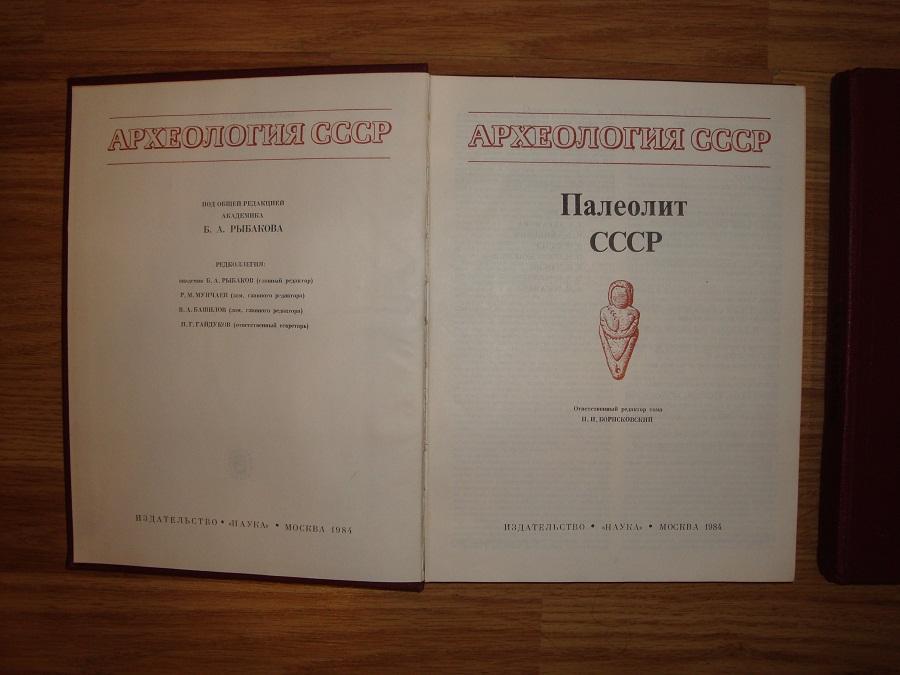 АРХЕОЛОГИЯ СССР
ПОД ОБЩЕЙ РЕДАКЦИЕЙ
АКАДЕМИКА
Б. А. РЫБАКОВА
РЕДКОЛЛЕГИЯ:
академик Б. А. РЫБАКОВ (главный редактор)
Р. М. МУНЧАЕВ (зам. главного редактора)
В. А. БАШИЛОВ (зам. главного редактора)
П. Г. ГАЙДУКОВ (ответственный секретарь)
ИЗДАТЕЛЬСТВО • «НАУКА» • МОСКВА 1984
АРХЕОЛОГИЯ СССР
Палеолит
СССР
Ответственный редактор тома
П. И. БОРИСКОВСКИЙ
ИЗДАТЕЛЬСТВО • «НАУКА» • МОСКВА 1984